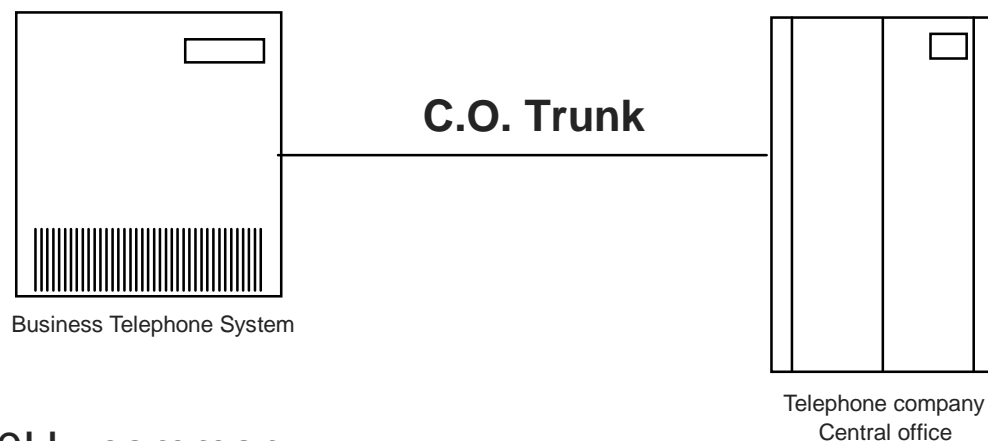 C.O. Trunk
Business Telephone System
Telephone company
Central office